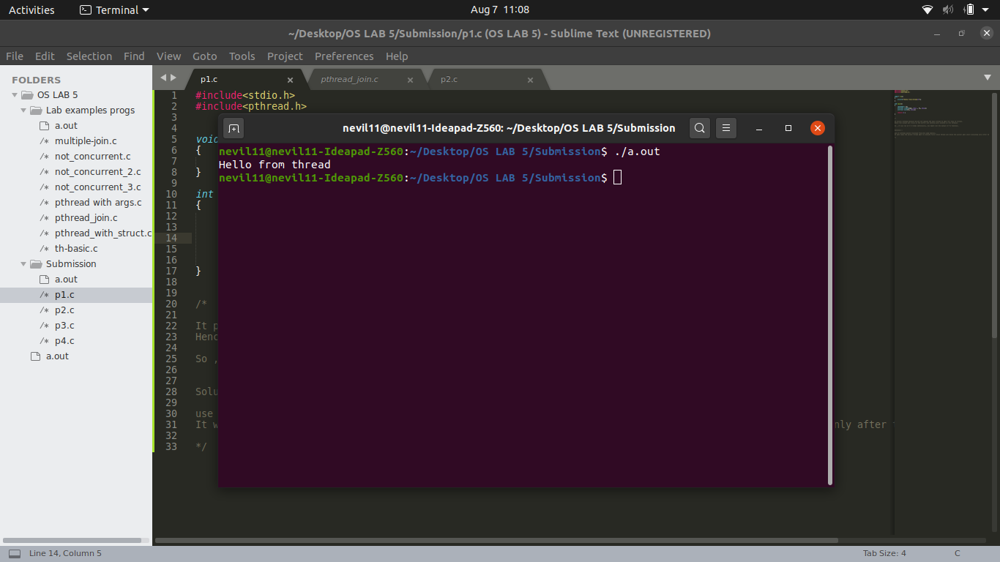 Activities Terminal Aug 7 11:08
~/Desktop/OS LAB 5/Submission/p1.c (OS LAB 5) - Sublime Text (UNREGISTERED)
File Edit Selection Find View Goto Tools Project Preferences Help
FOLDERS
OS LAB 5
Lab examples progs
a.out
multiple-join.c
not_concurrent.c
not_concurrent_2.c
not_concurrent_3.c
pthread with args.c
pthread_join.c
pthread_with_struct.c
th-basic.c
Submission
a.out
p1.c
p2.c
p3.c
p4.c
a.out
p1.c pthread_join.c p2.c
1 #include<stdio.h>
2 #include<pthread.h>
3
4
5 void
6 {
7
8 }
9
10 int
11 {
12
13
14
15
16
17 }
18
19
20 /*
21
22 It p
23 Henc
24
25 So ,
26
27
28 Solu
29
30 use
31 It w nly after
32
33 */
nevil11@nevil11-Ideapad-Z560: ~/Desktop/OS LAB 5/Submission
nevil11@nevil11-Ideapad-Z560:~/Desktop/OS LAB 5/Submission$ ./a.out
Hello from thread
nevil11@nevil11-Ideapad-Z560:~/Desktop/OS LAB 5/Submission$
Line 14, Column 5 Tab Size: 4 C